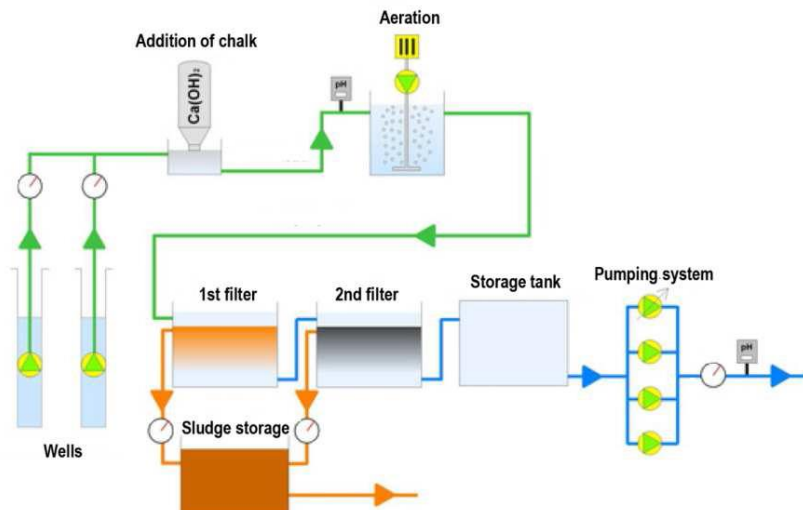 Aeration
Addition of chalk
Ca(OH)₂
pH
1st filter
2nd filter
Storage tank
Pumping system
pH
Sludge storage
Wells